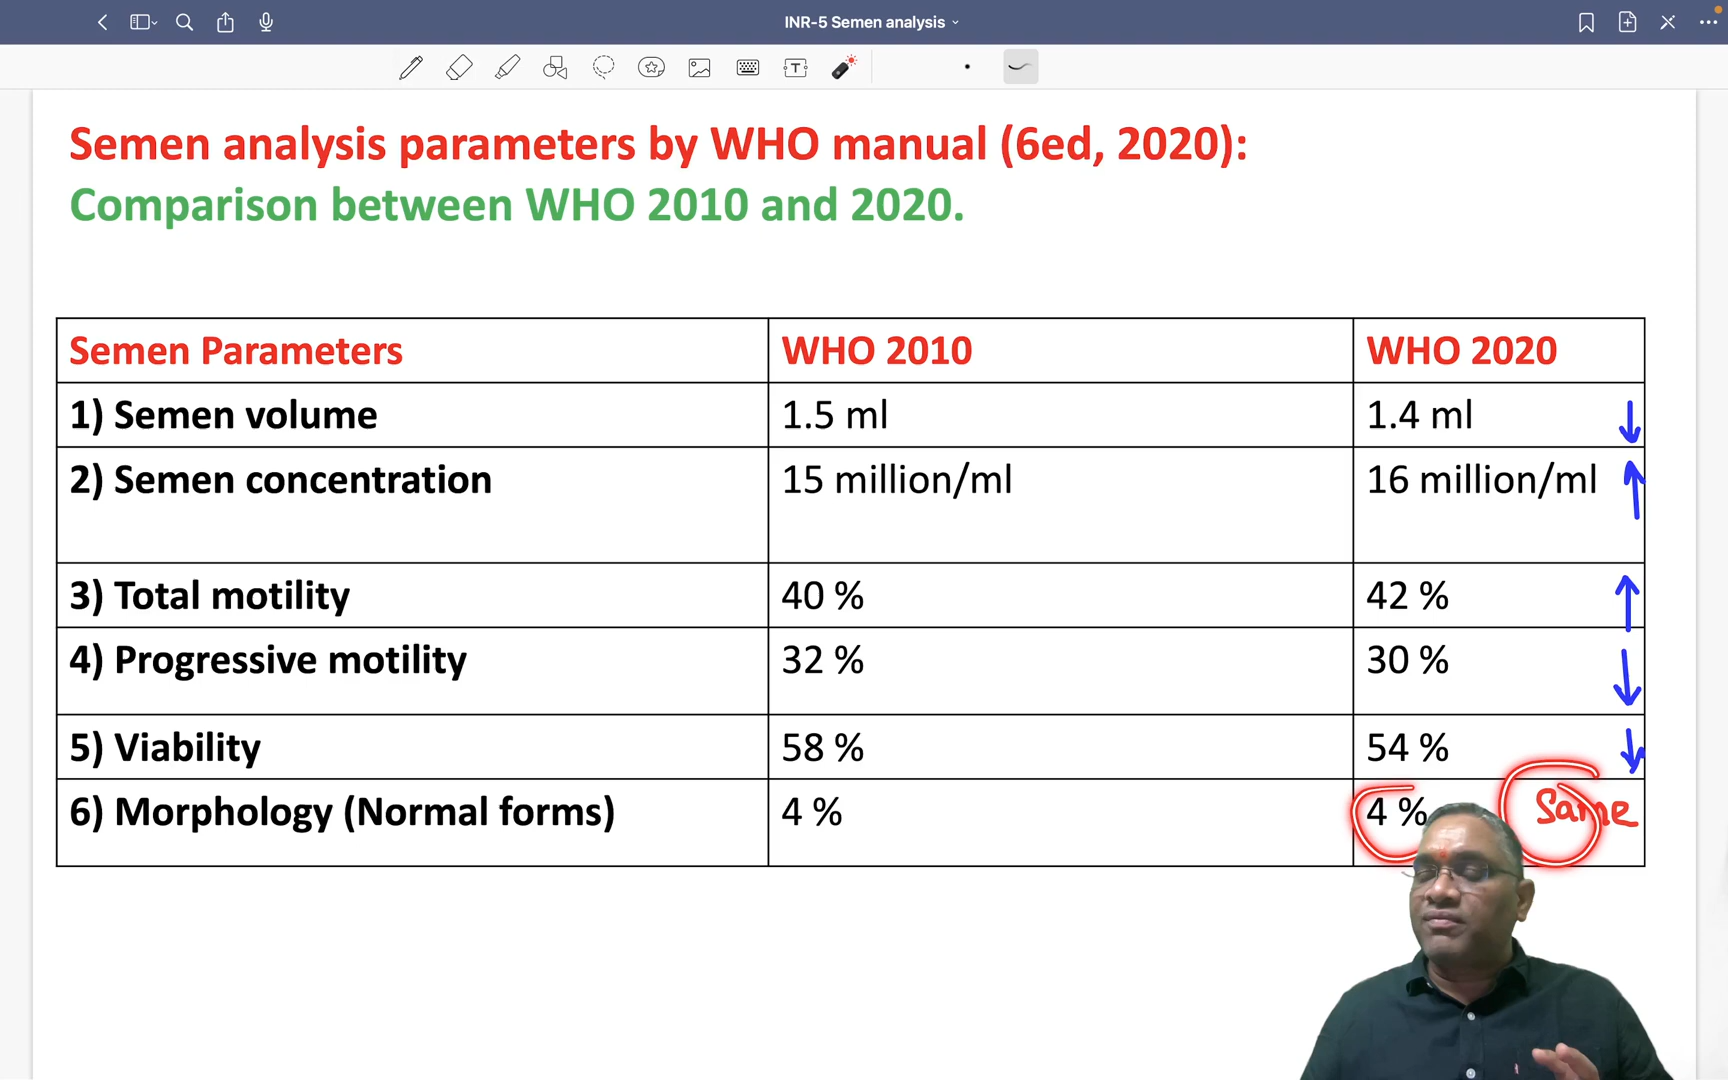 INR-5 Semen analysis
Semen analysis parameters by WHO manual (6ed, 2020):
Comparison between WHO 2010 and 2020.
Semen Parameters WHO 2010 WHO 2020
1) Semen volume 1.5 ml 1.4 ml ↓
2) Semen concentration 15 million/ml 16 million/ml ↑
3) Total motility 40 % 42 % ↑
4) Progressive motility 32 % 30 % ↓
5) Viability 58 % 54 % ↓
6) Morphology (Normal forms) 4 % 4 % Same